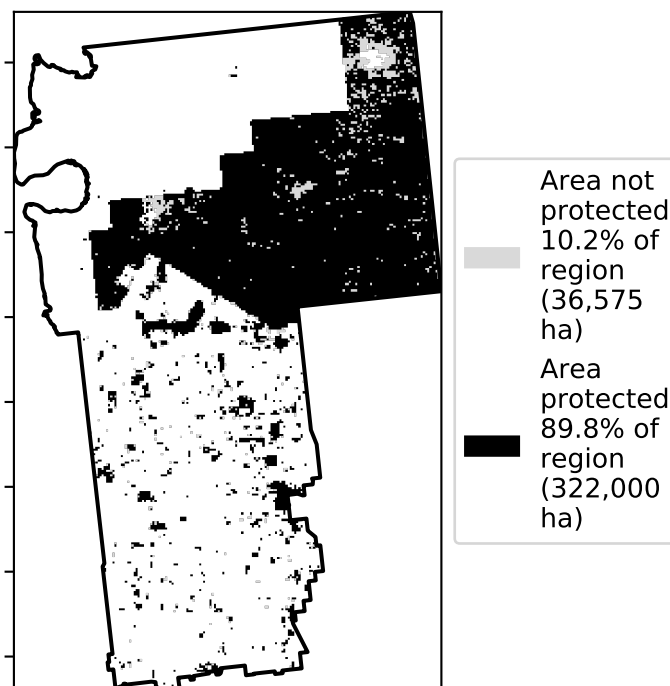 Area not
protected
10.2% of
region
(36,575
ha)
Area
protected
89.8% of
region
(322,000
ha)